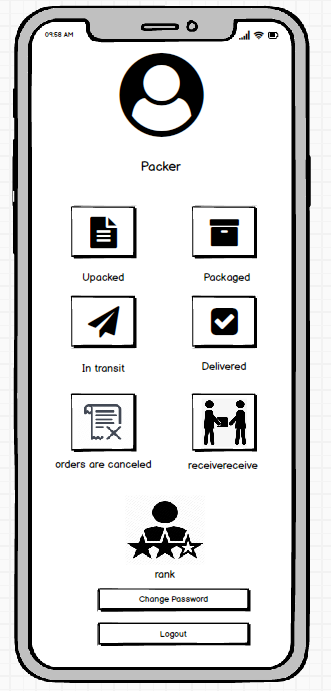 09:58 AM
Packer
Upacked
Packaged
In transit
Delivered
orders are canceled
receivereceive
rank
Change Password
Logout